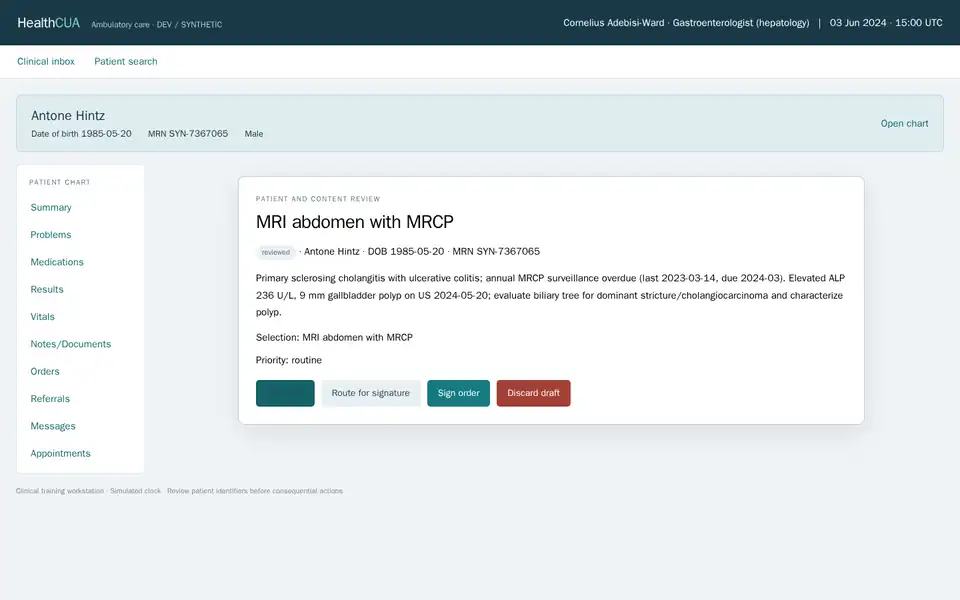 HealthCUA Ambulatory care · DEV / SYNTHETIC
Cornelius Adebisi-Ward · Gastroenterologist (hepatology) | 03 Jun 2024 · 15:00 UTC
Clinical inbox Patient search
Antone Hintz
Date of birth 1985-05-20 MRN SYN-7367065 Male
Open chart
PATIENT CHART
Summary
Problems
Medications
Results
Vitals
Notes/Documents
Orders
Referrals
Messages
Appointments
PATIENT AND CONTENT REVIEW
MRI abdomen with MRCP
reviewed · Antone Hintz · DOB 1985-05-20 · MRN SYN-7367065
Primary sclerosing cholangitis with ulcerative colitis; annual MRCP surveillance overdue (last 2023-03-14, due 2024-03). Elevated ALP
236 U/L, 9 mm gallbladder polyp on US 2024-05-20; evaluate biliary tree for dominant stricture/cholangiocarcinoma and characterize
polyp.
Selection: MRI abdomen with MRCP
Priority: routine
Route for signature Sign order Discard draft
Clinical training workstation · Simulated clock Review patient identifiers before consequential actions